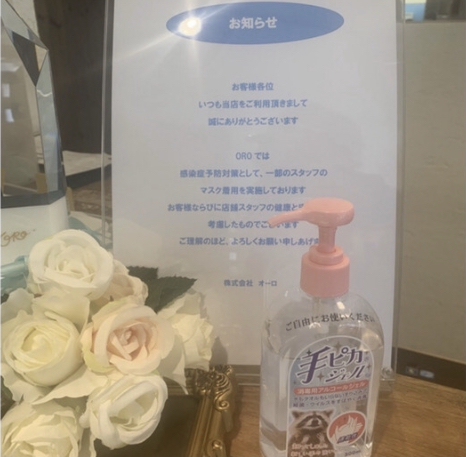 お知らせ
お客様各位
いつも当店をご利用頂きまして
誠にありがとうございます
OROでは
感染症予防対策として、一部のスタッフの
マスク着用を実施しております
お客様ならびに店舗スタッフの健康と
考慮したものでございます
ご理解のほど、よろしくお願い申しあげ
株式会社 オーロ
ご自由にお使いください
手ピカ
ジェル